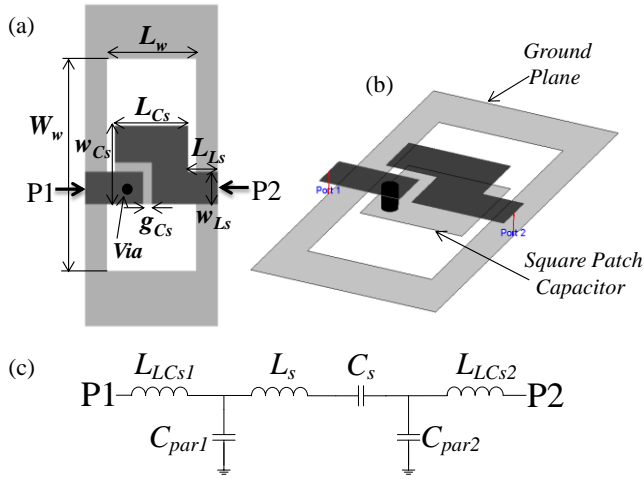 (a)
L_w
W_w
L_Cs
w_Cs
L_Ls
P1
P2
w_Ls
g_Cs
Via
(b)
Ground
Plane
Port 1
Port 2
Square Patch
Capacitor
(c)
L_LCs1
L_s
C_s
L_LCs2
P1
P2
C_par1
C_par2